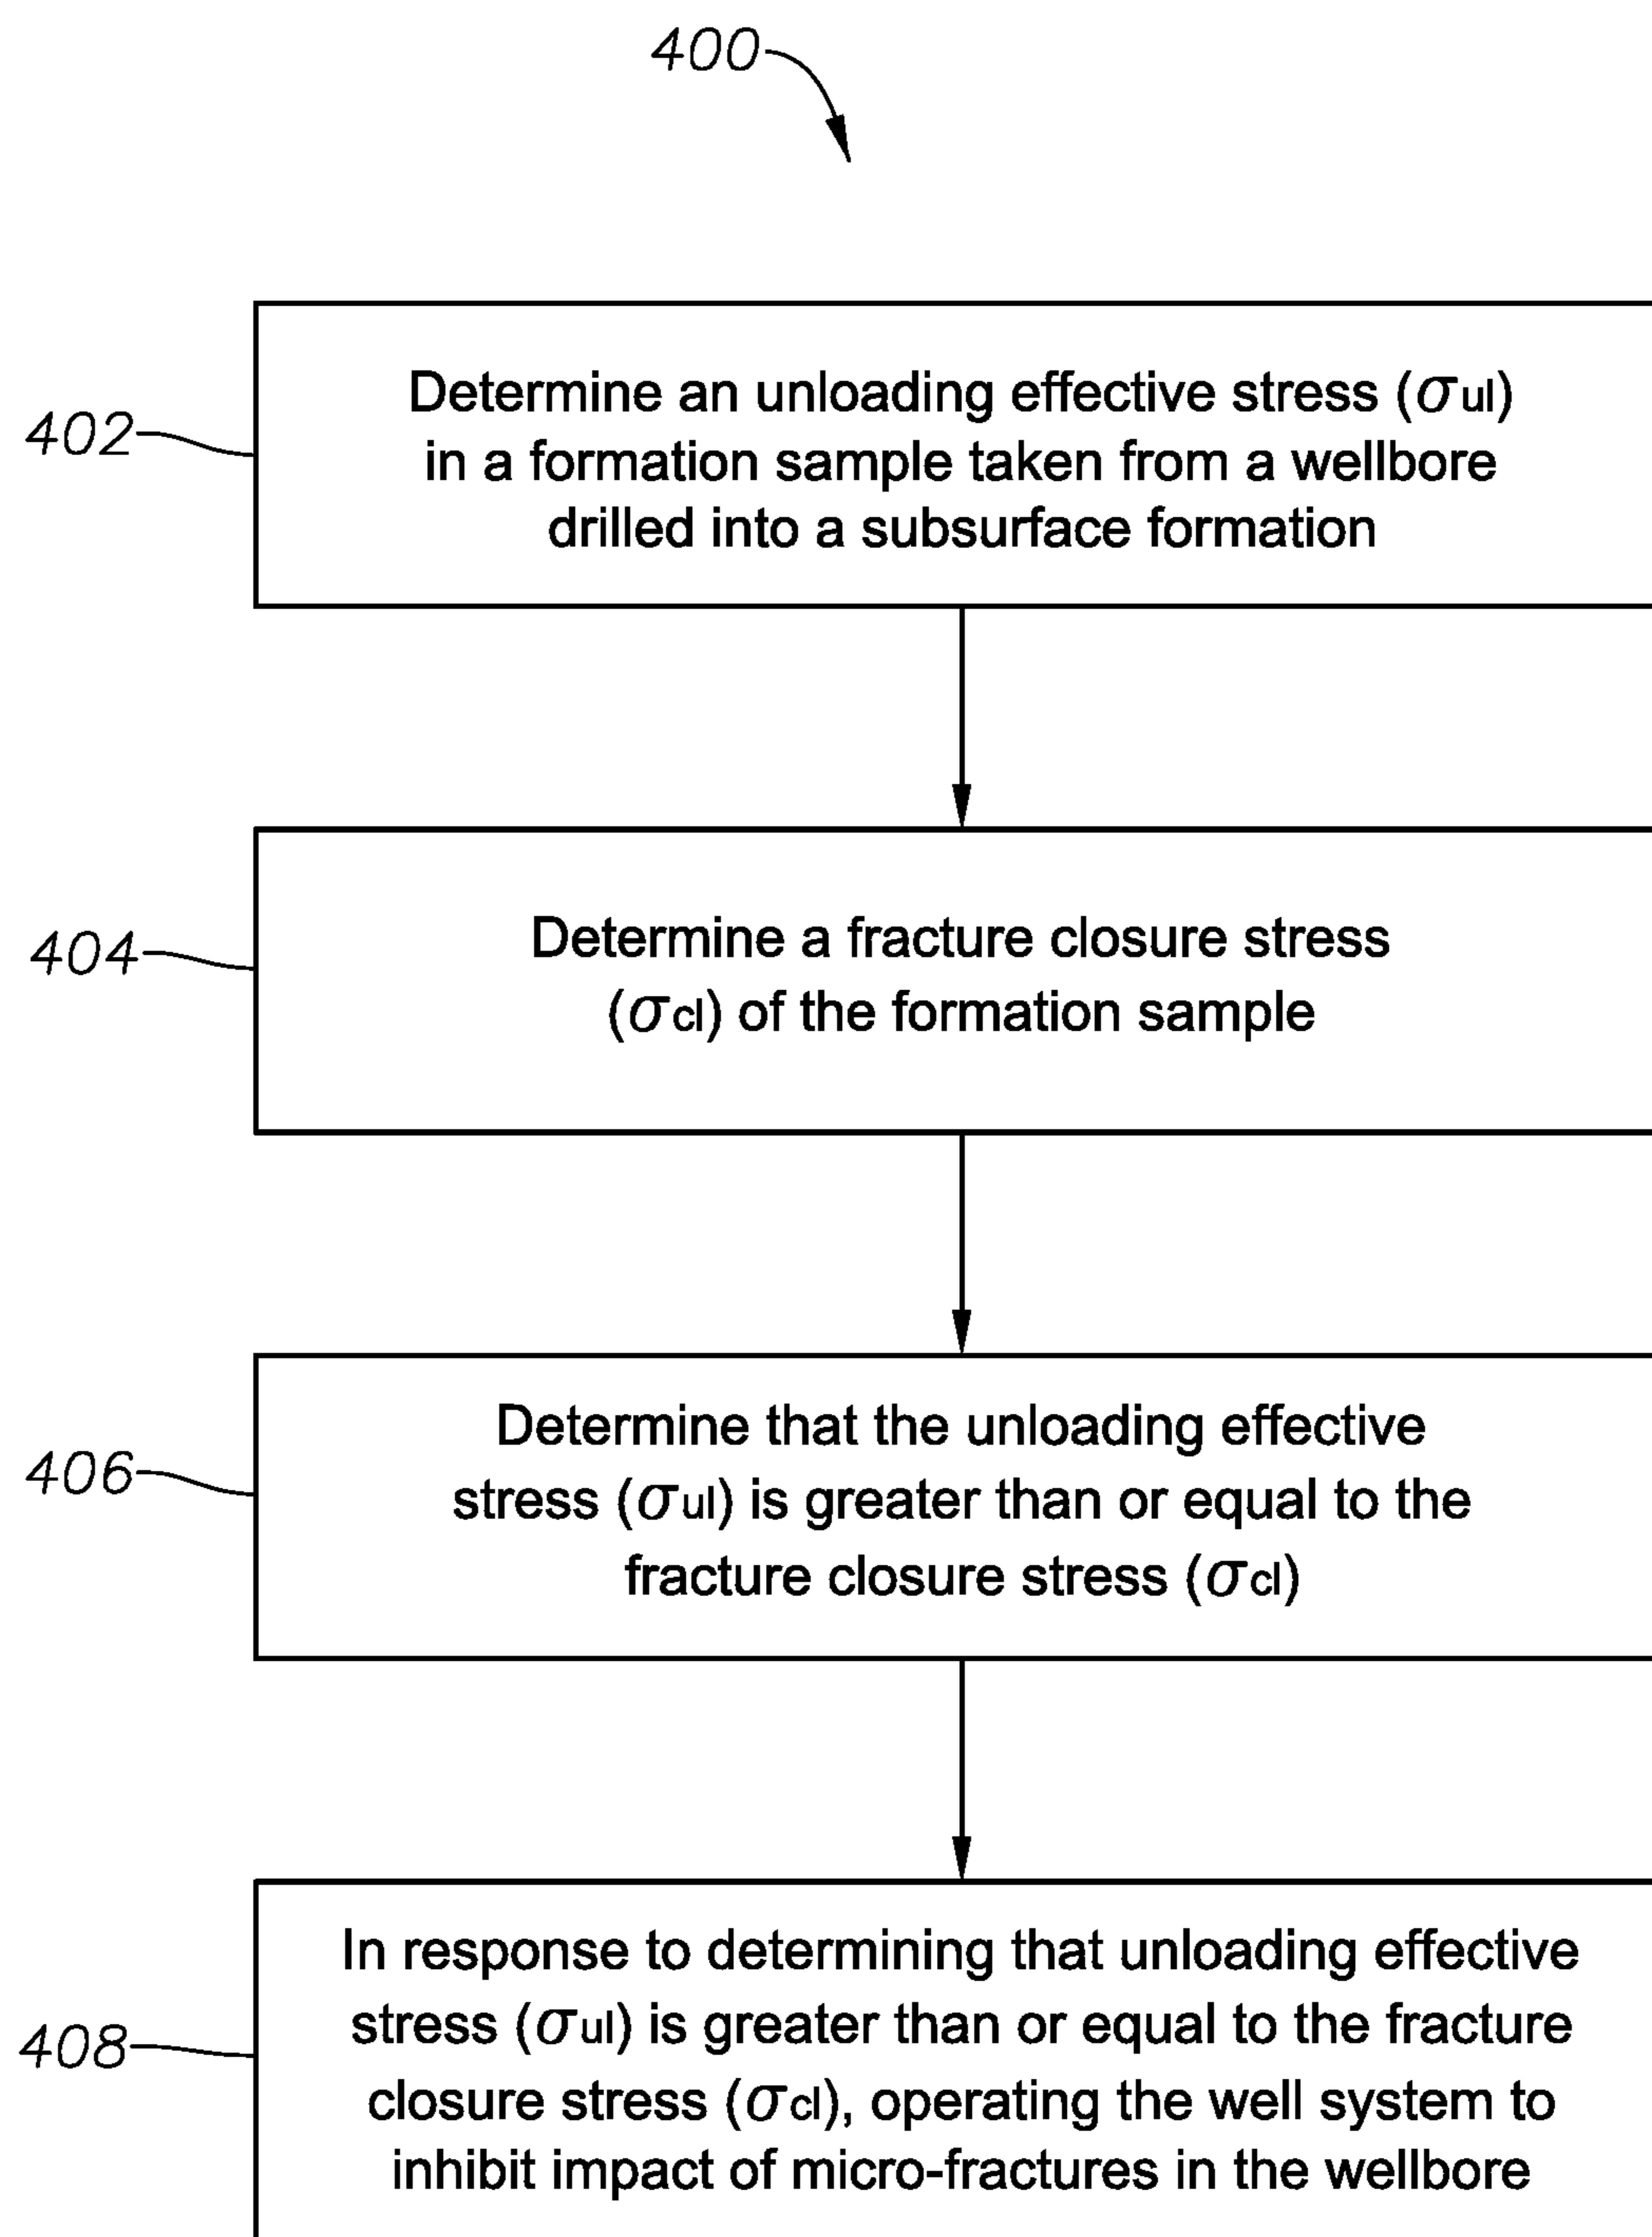 400
402
Determine an unloading effective stress (σul)
in a formation sample taken from a wellbore
drilled into a subsurface formation
404
Determine a fracture closure stress
(σcl) of the formation sample
406
Determine that the unloading effective
stress (σul) is greater than or equal to the
fracture closure stress (σcl)
408
In response to determining that unloading effective
stress (σul) is greater than or equal to the fracture
closure stress (σcl), operating the well system to
inhibit impact of micro-fractures in the wellbore